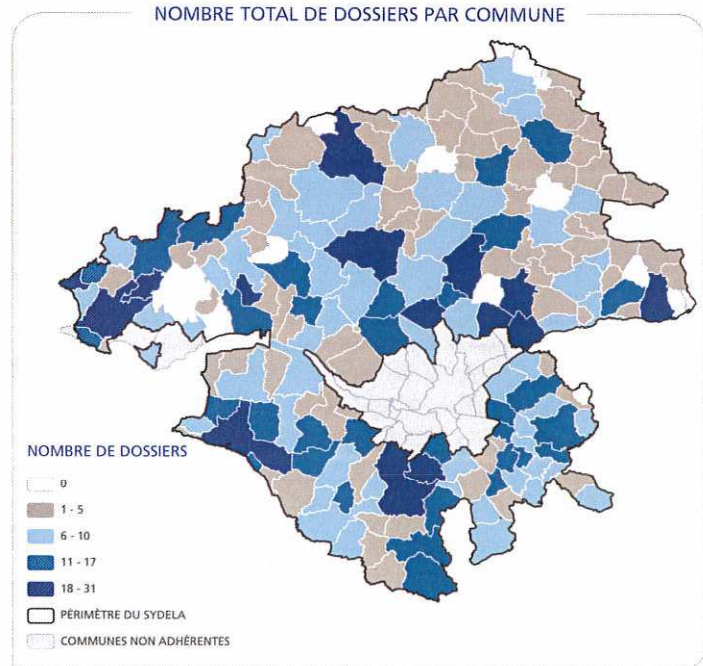 NOMBRE TOTAL DE DOSSIERS PAR COMMUNE
NOMBRE DE DOSSIERS
0
1 - 5
6 - 10
11 - 17
18 - 31
PÉRIMÈTRE DU SYDELA
COMMUNES NON ADHÉRENTES